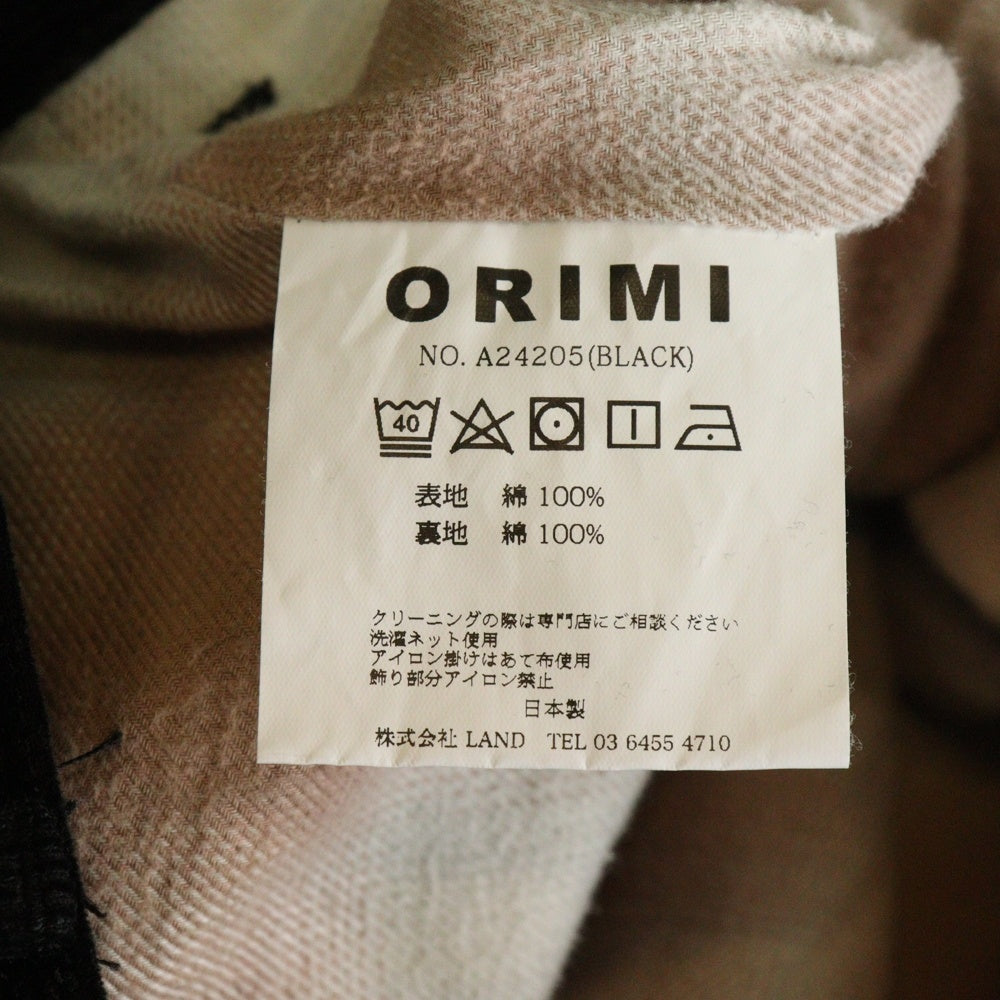 ORIMI
NO. A24205(BLACK)
40
表地 綿 100%
裏地 綿 100%
クリーニングの際は専門店にご相談ください
洗濯ネット使用
アイロン掛けはあて布使用
飾り部分アイロン禁止
日本製
株式会社 LAND TEL 03 6455 4710